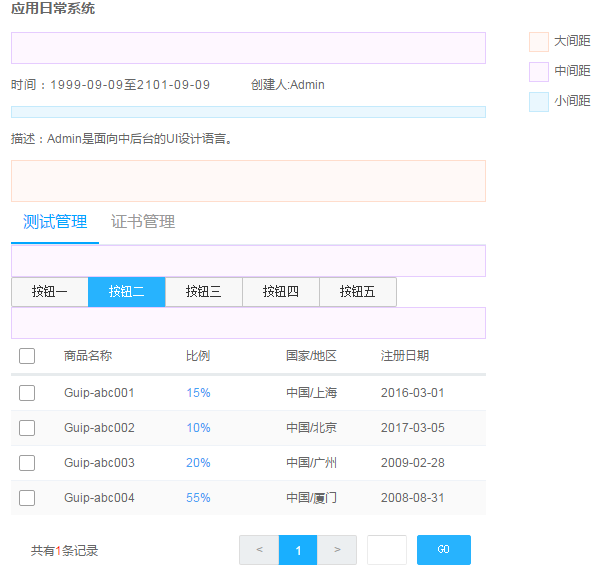 应用日常系统
大间距
中间距
时间：1999-09-09至2101-09-09 创建人:Admin
小间距
描述：Admin是面向中后台的UI设计语言。
测试管理 证书管理
按钮一 按钮二 按钮三 按钮四 按钮五
商品名称 比例 国家/地区 注册日期
Guip-abc001 15% 中国/上海 2016-03-01
Guip-abc002 10% 中国/北京 2017-03-05
Guip-abc003 20% 中国/广州 2009-02-28
Guip-abc004 55% 中国/厦门 2008-08-31
共有1条记录 < 1 > GO